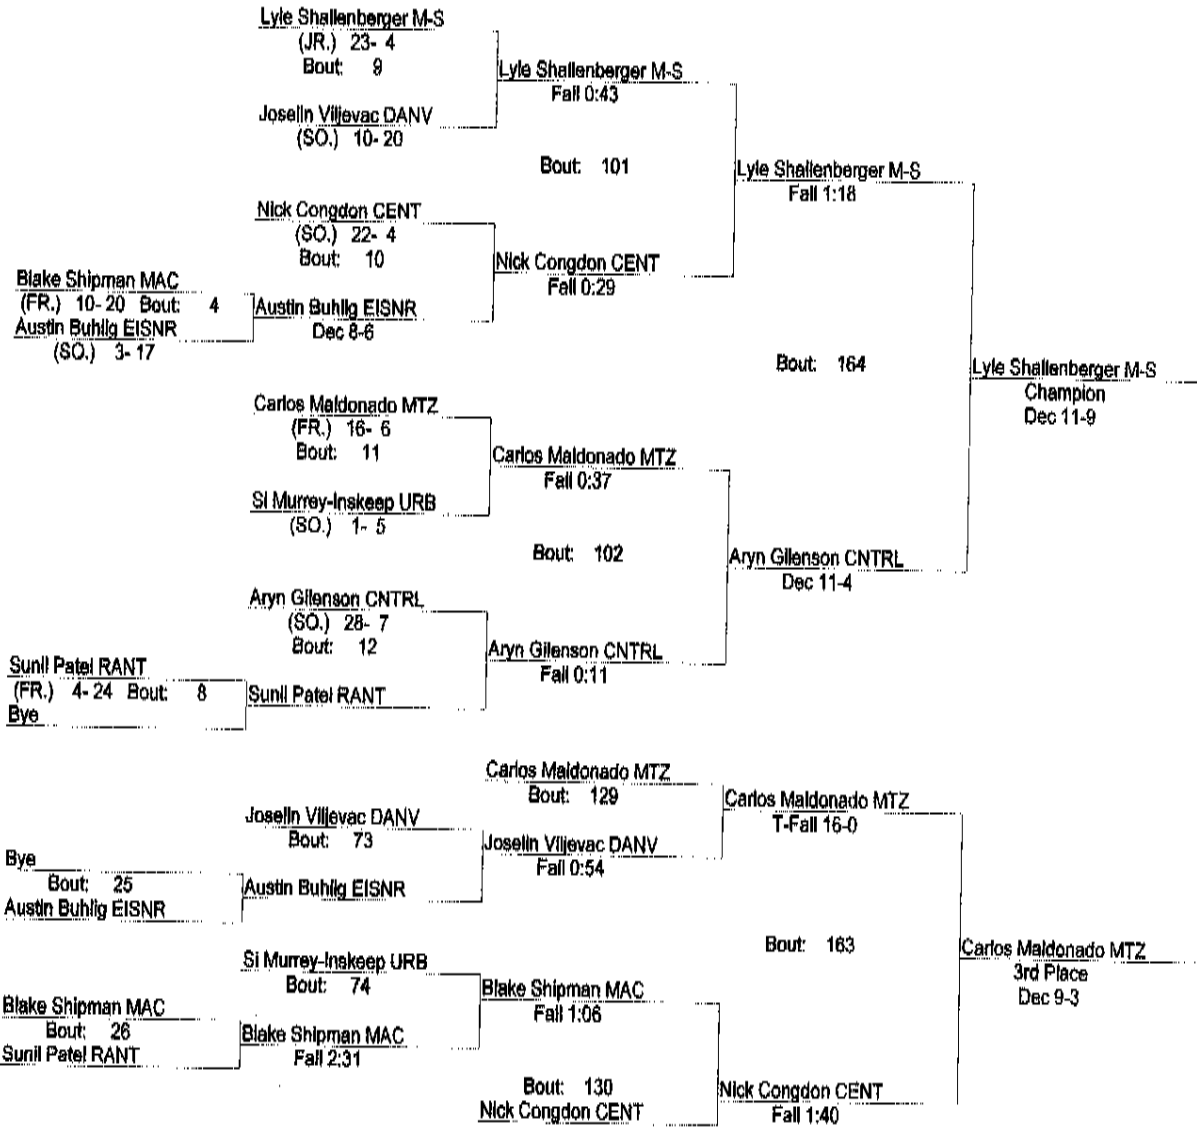 Lyle Shallenberger M-S
(JR.) 23- 4
Bout: 9
Lyle Shallenberger M-S
Fall 0:43
Joselin Viljevac DANV
(SO.) 10- 20
Bout: 101
Lyle Shallenberger M-S
Fall 1:18
Nick Congdon CENT
(SO.) 22- 4
Bout: 10
Nick Congdon CENT
Fall 0:29
Blake Shipman MAC
(FR.) 10- 20 Bout: 4
Austin Buhlig EISNR
Dec 8-6
Austin Buhlig EISNR
(SO.) 3- 17
Bout: 164
Lyle Shallenberger M-S
Champion
Dec 11-9
Carlos Maldonado MTZ
(FR.) 16- 6
Bout: 11
Carlos Maldonado MTZ
Fall 0:37
Si Murrey-Inskeep URB
(SO.) 1- 5
Bout: 102
Aryn Gilenson CNTRL
Dec 11-4
Aryn Gilenson CNTRL
(SO.) 28- 7
Bout: 12
Aryn Gilenson CNTRL
Fall 0:11
Sunil Patel RANT
(FR.) 4- 24 Bout: 8
Sunil Patel RANT
Bye
Carlos Maldonado MTZ
Bout: 129
Carlos Maldonado MTZ
T-Fall 16-0
Joselin Viljevac DANV
Bout: 73
Joselin Viljevac DANV
Fall 0:54
Bye
Bout: 25
Austin Buhlig EISNR
Austin Buhlig EISNR
Bout: 163
Carlos Maldonado MTZ
3rd Place
Dec 9-3
Si Murrey-Inskeep URB
Bout: 74
Blake Shipman MAC
Fall 1:06
Blake Shipman MAC
Bout: 26
Blake Shipman MAC
Fall 2:31
Sunil Patel RANT
Bout: 130
Nick Congdon CENT
Nick Congdon CENT
Fall 1:40